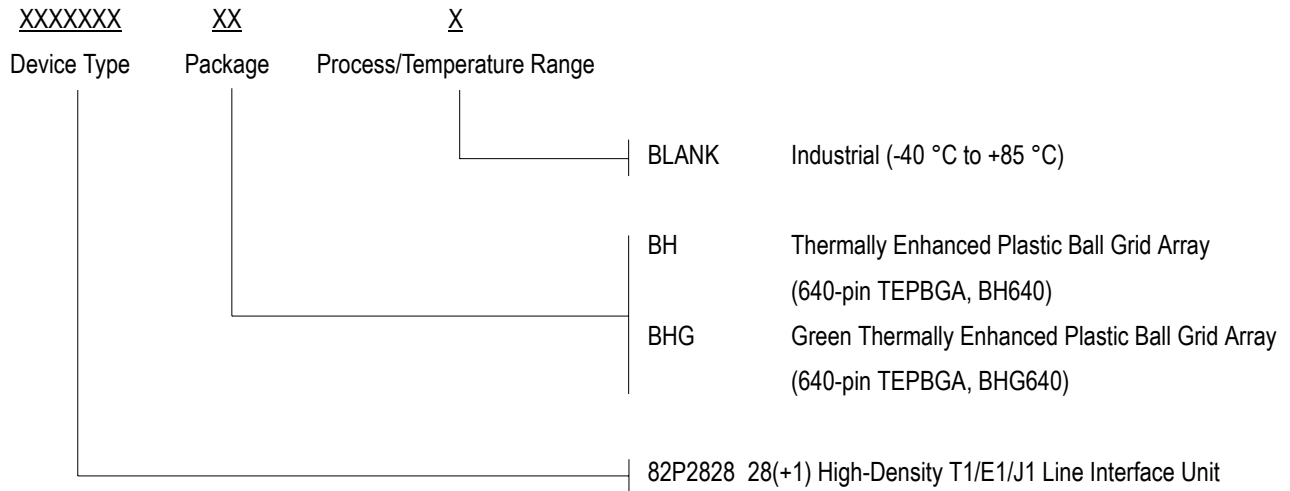 XXXXXXX XX X
Device Type Package Process/Temperature Range
BLANK Industrial (-40 °C to +85 °C)
BH Thermally Enhanced Plastic Ball Grid Array
(640-pin TEPBGA, BH640)
BHG Green Thermally Enhanced Plastic Ball Grid Array
(640-pin TEPBGA, BHG640)
82P2828 28(+1) High-Density T1/E1/J1 Line Interface Unit